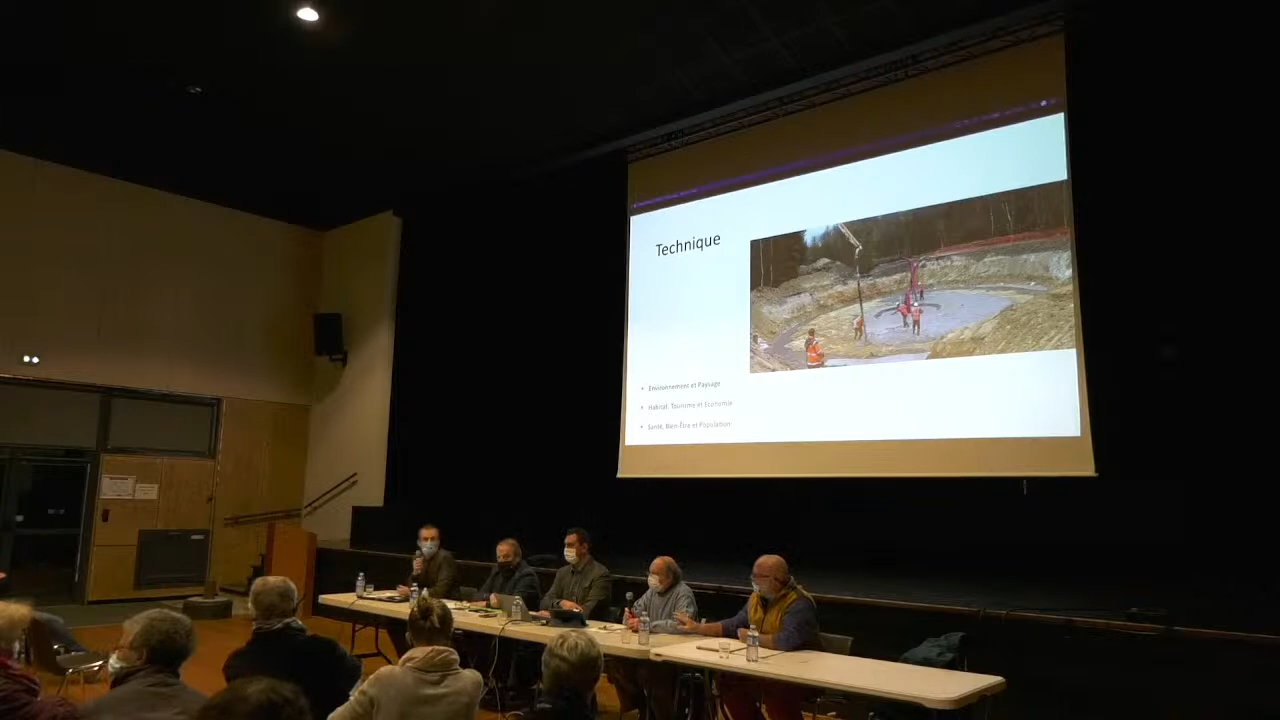 Technique
• Environnement et Paysage
• Habitat, Tourisme et Economie
• Santé, Bien-Être et Population